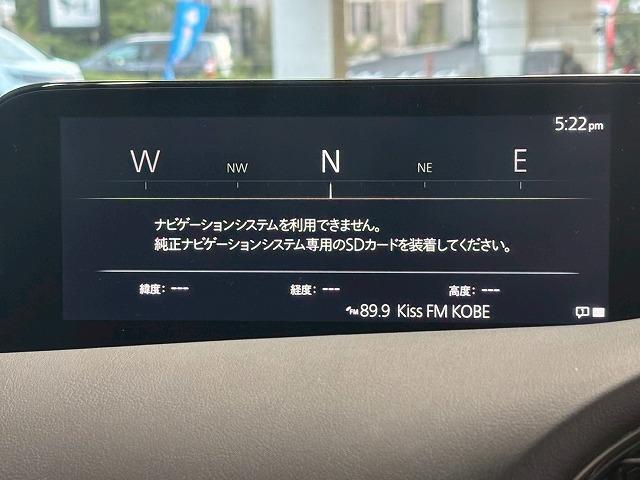 5:22pm
W NW N NE E
ナビゲーションシステムを利用できません。
純正ナビゲーションシステム専用のSDカードを装着してください。
緯度: --- 経度: --- 高度: ---
FM 89.9 Kiss FM KOBE